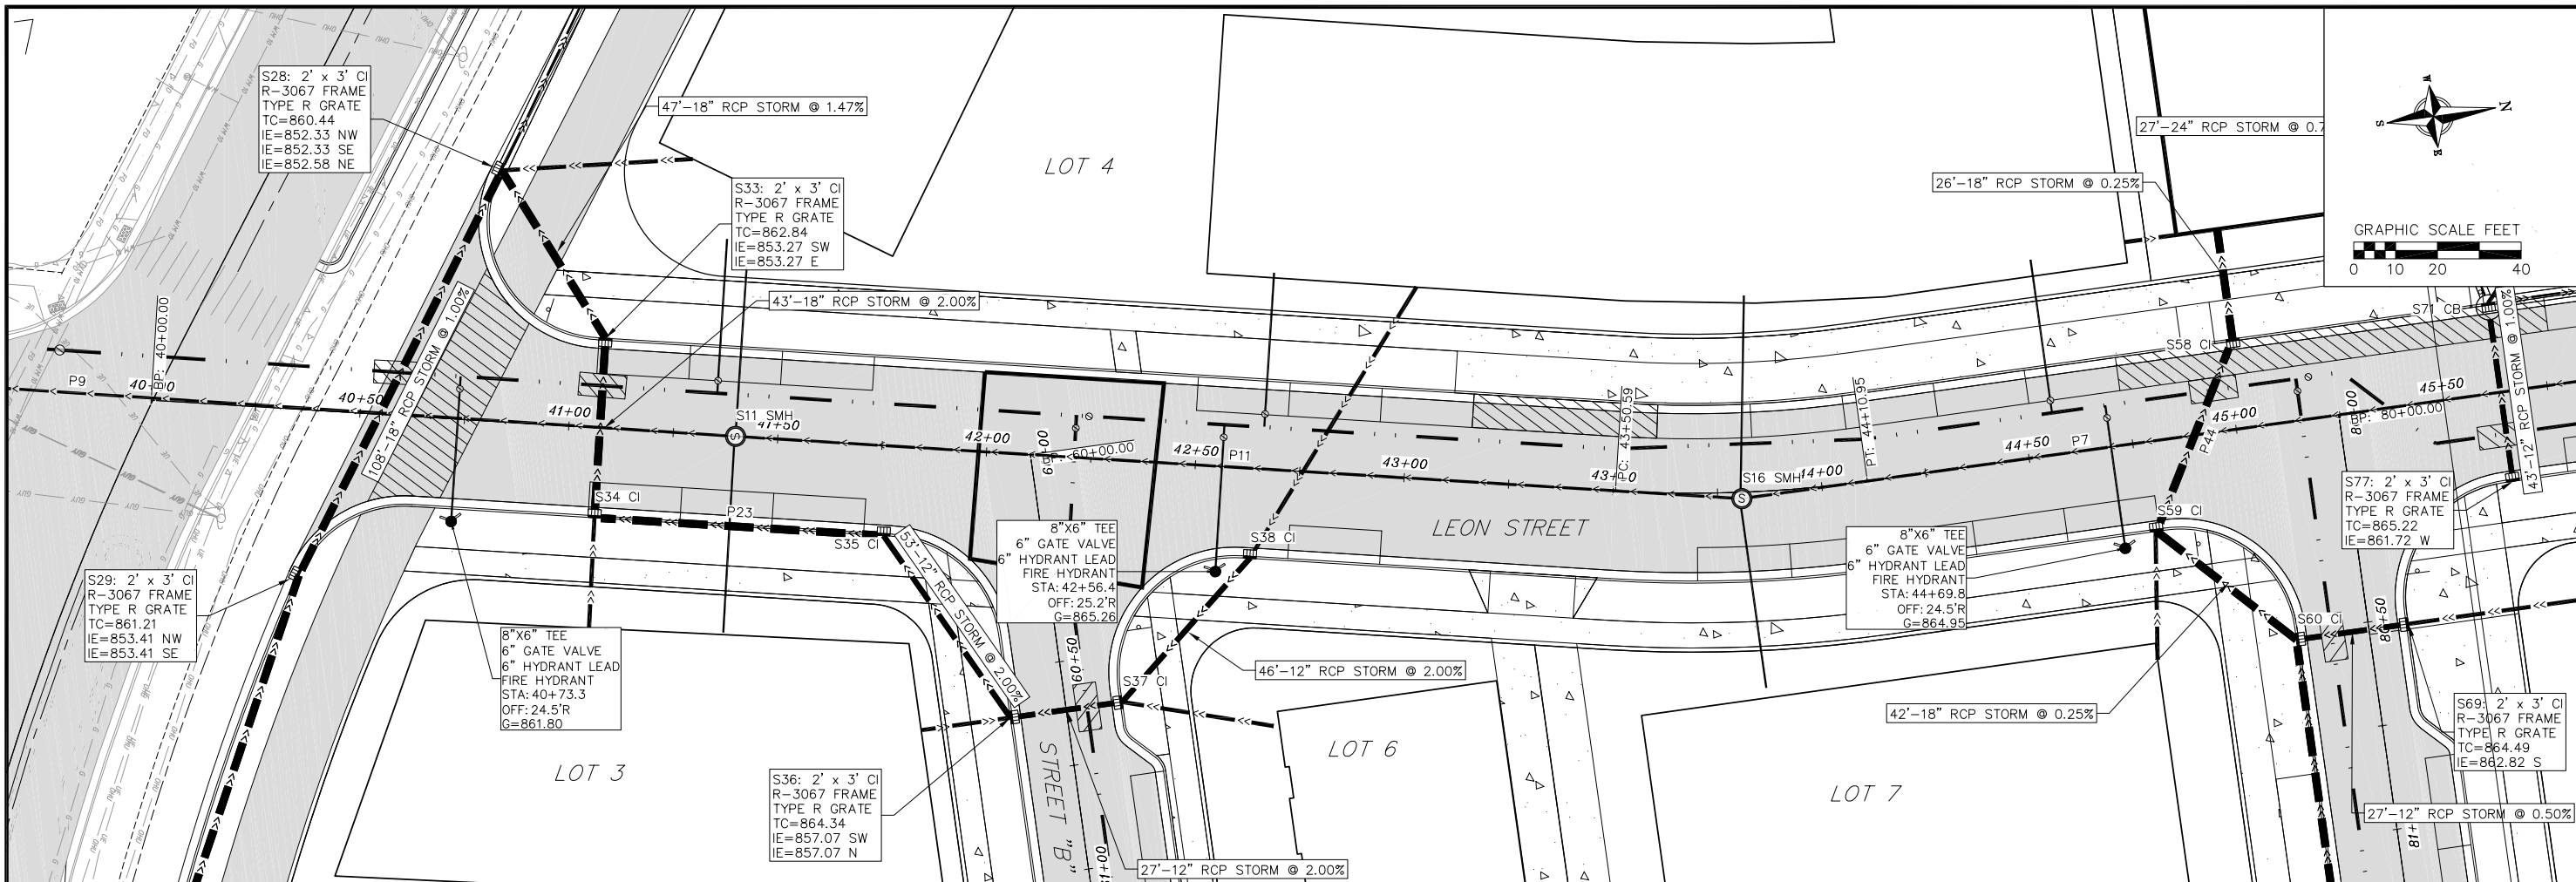 S28: 2' x 3' CI
R-3067 FRAME
TYPE R GRATE
TC=860.44
IE=852.33 NW
IE=852.33 SE
IE=852.58 NE
47'-18" RCP STORM @ 1.47%
S33: 2' x 3' CI
R-3067 FRAME
TYPE R GRATE
TC=862.84
IE=853.27 SW
IE=853.27 E
43'-18" RCP STORM @ 2.00%
LOT 4
27'-24" RCP STORM @ 0.7
26'-18" RCP STORM @ 0.25%
N
S
W
E
GRAPHIC SCALE FEET
0 10 20 40
BP: 40+00.00
P9
40+50
108'-18" RCP STORM @ 1.00%
41+00
S11 SMH
41+50
42+00
60+00.00
42+50
P11
43+00
PC: 43+50.59
S16 SMH
44+00
PT: 44+10.95
44+50
P7
P44
45+00
45+50
80+00.00
S58 CI
S71 CB
43'-12" RCP STORM @ 1.00%
S34 CI
P23
S35 CI
53'-12" RCP STORM @ 2.00%
8"X6" TEE
6" GATE VALVE
6" HYDRANT LEAD
FIRE HYDRANT
STA: 42+56.4
OFF: 25.2'R
G=865.26
S38 CI
LEON STREET
8"X6" TEE
6" GATE VALVE
6" HYDRANT LEAD
FIRE HYDRANT
STA: 44+69.8
OFF: 24.5'R
G=864.95
S59 CI
S77: 2' x 3' CI
R-3067 FRAME
TYPE R GRATE
TC=865.22
IE=861.72 W
S29: 2' x 3' CI
R-3067 FRAME
TYPE R GRATE
TC=861.21
IE=853.41 NW
IE=853.41 SE
8"X6" TEE
6" GATE VALVE
6" HYDRANT LEAD
FIRE HYDRANT
STA: 40+73.3
OFF: 24.5'R
G=861.80
60+50
S37 CI
46'-12" RCP STORM @ 2.00%
S60 CI
80+50
42'-18" RCP STORM @ 0.25%
S69: 2' x 3' CI
R-3067 FRAME
TYPE R GRATE
TC=864.49
IE=862.82 S
LOT 3
LOT 6
LOT 7
STREET "B"
S36: 2' x 3' CI
R-3067 FRAME
TYPE R GRATE
TC=864.34
IE=857.07 SW
IE=857.07 N
27'-12" RCP STORM @ 2.00%
27'-12" RCP STORM @ 0.50%